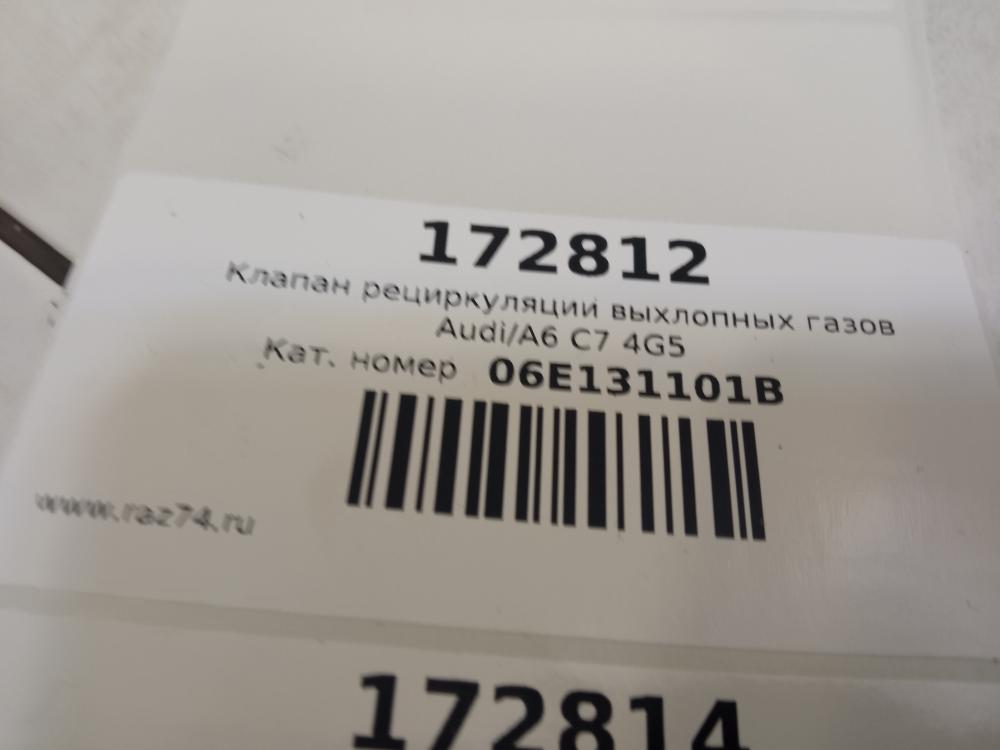 172812
Клапан рециркуляции выхлопных газов
Audi/A6 C7 4G5
Кат. номер 06E131101B
www.raz74.ru
172814